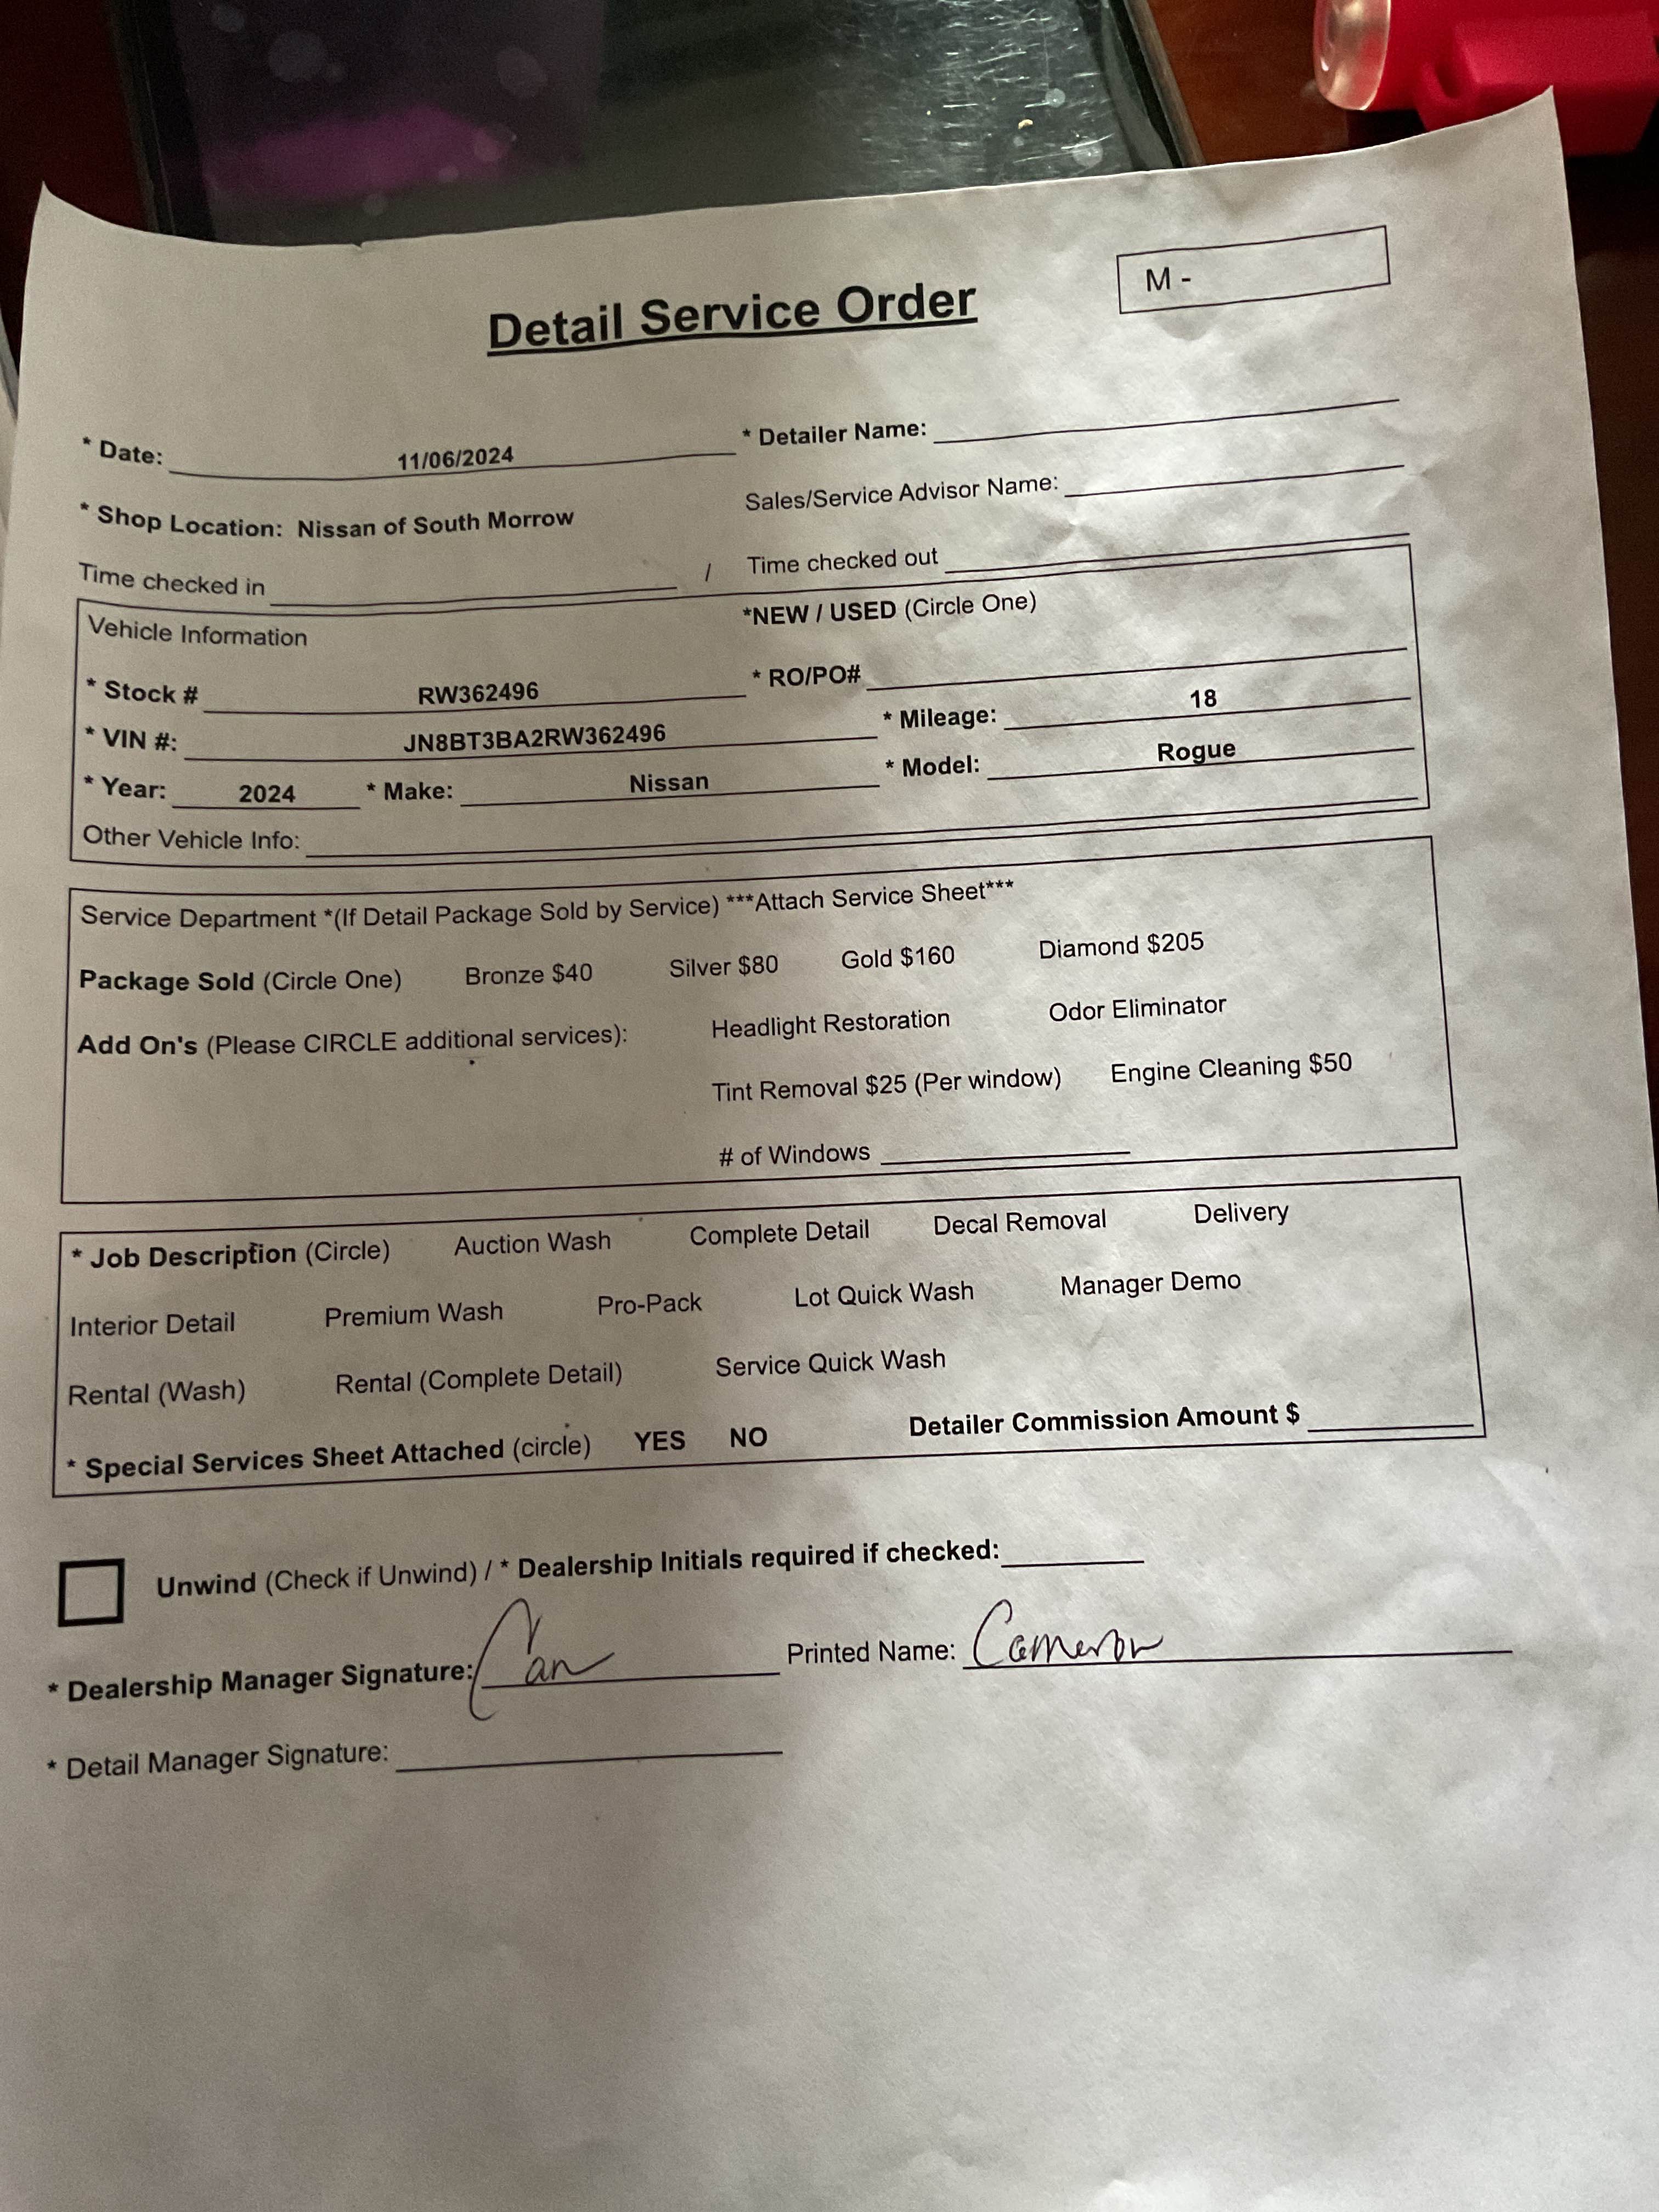 M -
Detail Service Order
* Date: 11/06/2024 * Detailer Name:
* Shop Location: Nissan of South Morrow Sales/Service Advisor Name:
Time checked in / Time checked out
Vehicle Information *NEW / USED (Circle One)
* Stock # RW362496 * RO/PO#
* VIN #: JN8BT3BA2RW362496 * Mileage: 18
* Year: 2024 * Make: Nissan * Model: Rogue
Other Vehicle Info:
Service Department *(If Detail Package Sold by Service) ***Attach Service Sheet***
Package Sold (Circle One) Bronze $40 Silver $80 Gold $160 Diamond $205
Add On's (Please CIRCLE additional services): Headlight Restoration Odor Eliminator
Tint Removal $25 (Per window) Engine Cleaning $50
# of Windows
* Job Description (Circle) Auction Wash Complete Detail Decal Removal Delivery
Interior Detail Premium Wash Pro-Pack Lot Quick Wash Manager Demo
Rental (Wash) Rental (Complete Detail) Service Quick Wash
* Special Services Sheet Attached (circle) YES NO Detailer Commission Amount $
Unwind (Check if Unwind) / * Dealership Initials required if checked:
* Dealership Manager Signature: Printed Name: Cameron
* Detail Manager Signature: